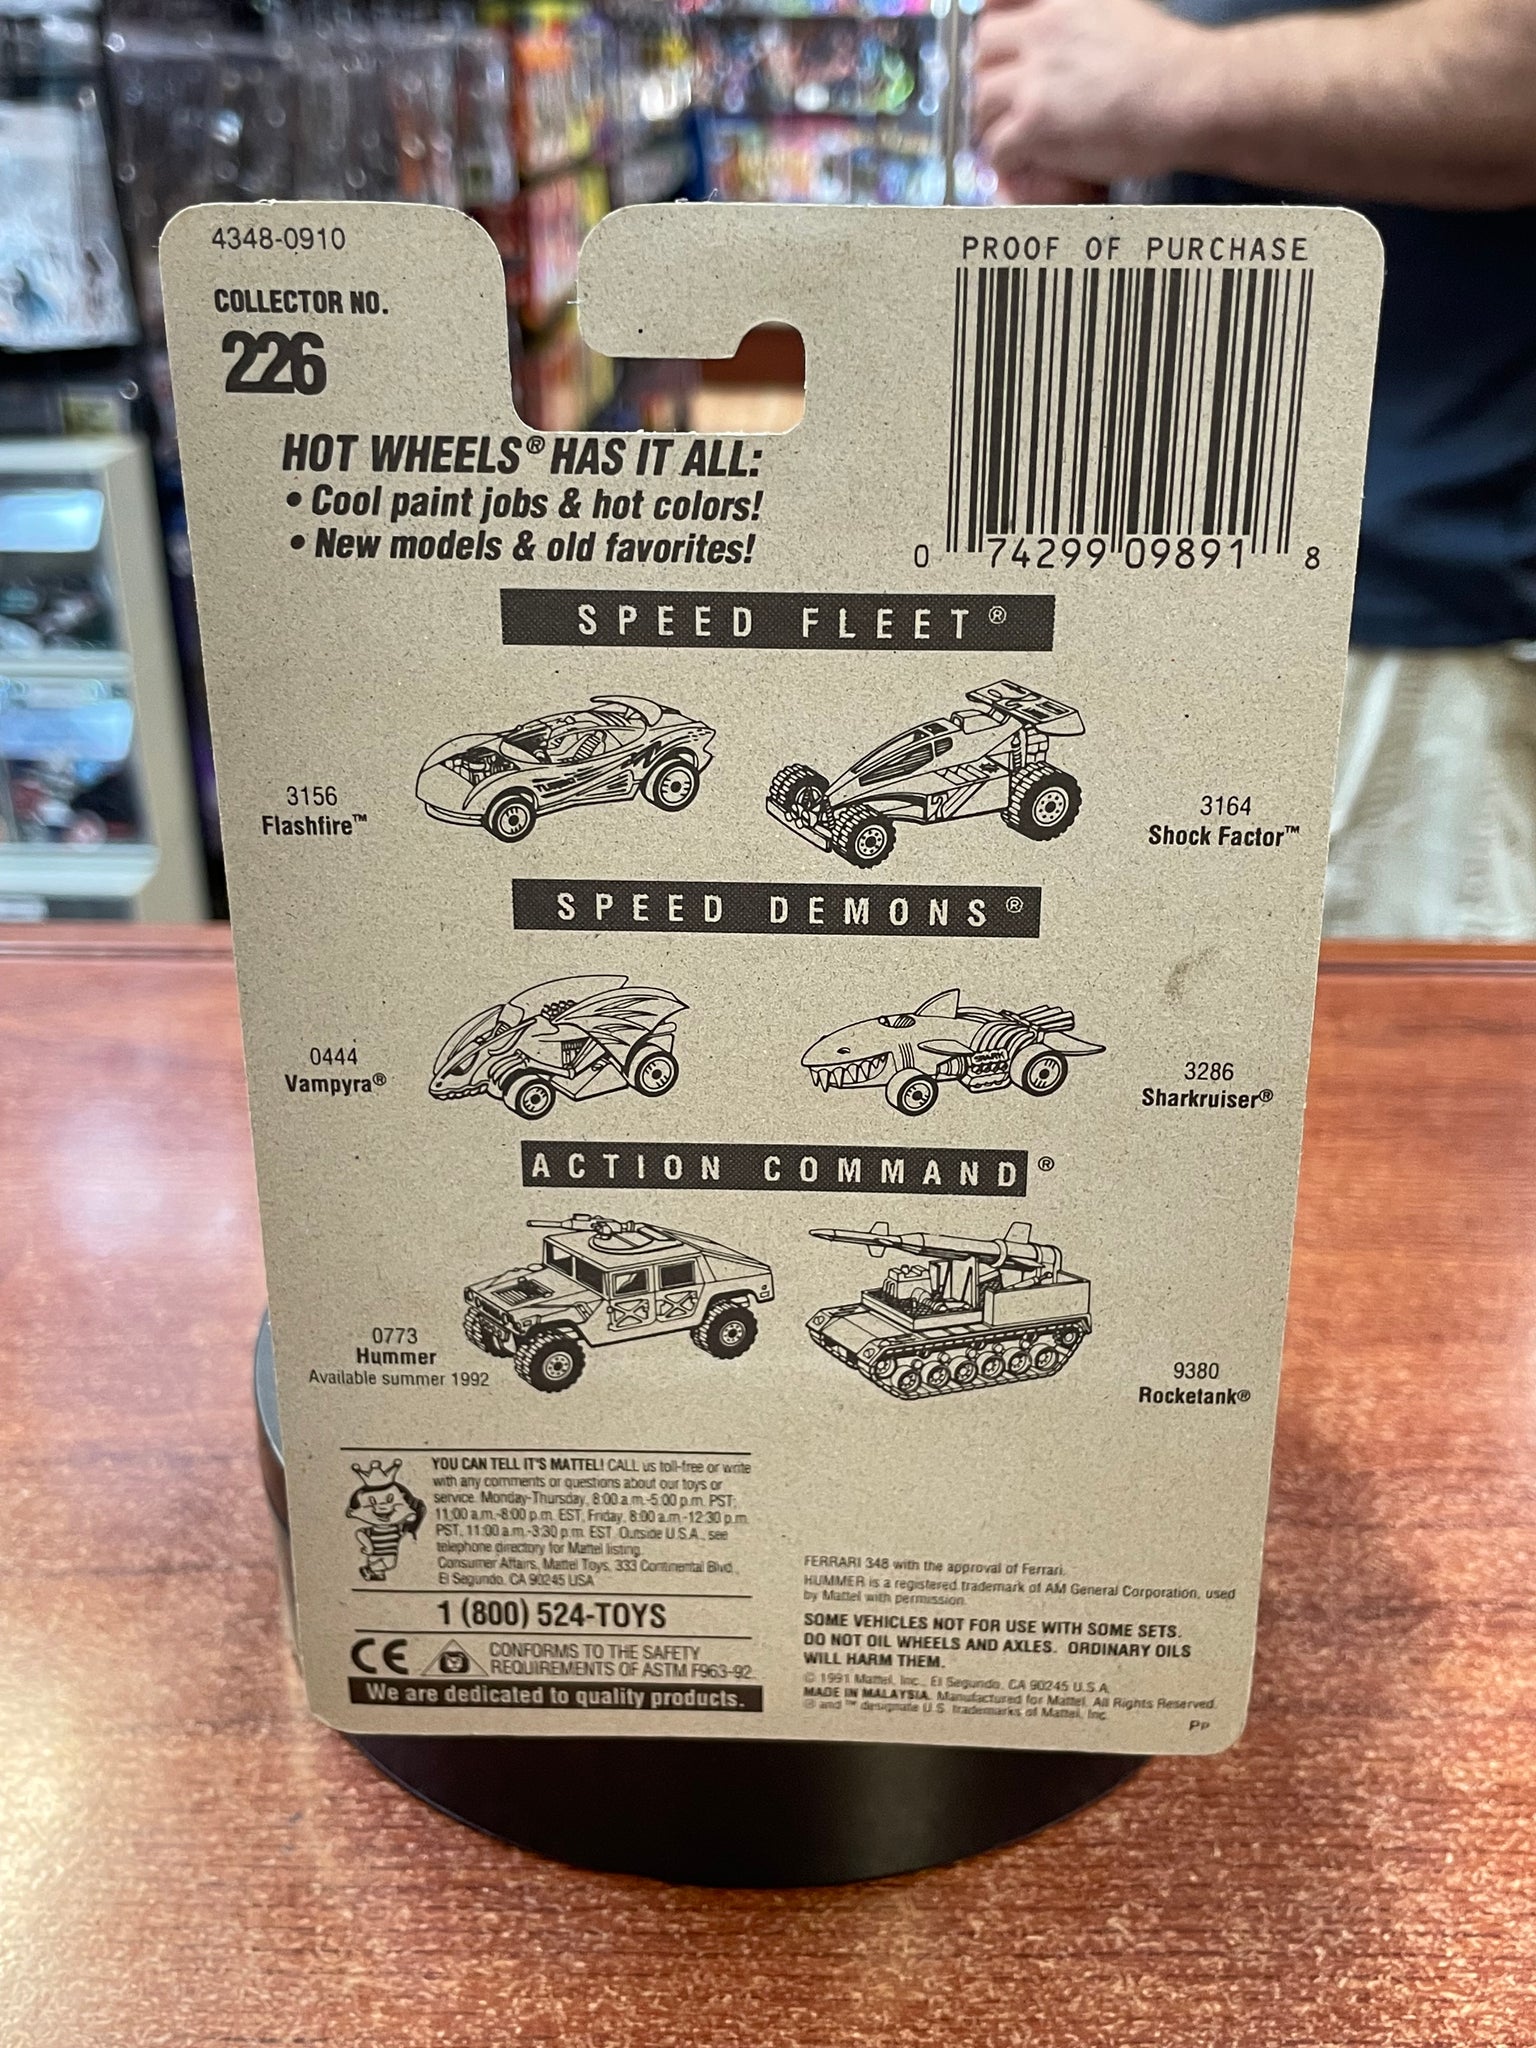 4348-0910
COLLECTOR NO.
226
PROOF OF PURCHASE
0 74299 09891 8
HOT WHEELS® HAS IT ALL:
• Cool paint jobs & hot colors!
• New models & old favorites!
SPEED FLEET®
3156
Flashfire™
3164
Shock Factor™
SPEED DEMONS®
0444
Vampyra®
SHARK
3286
Sharkruiser®
ACTION COMMAND®
0773
Hummer
Available summer 1992
9380
Rocketank®
YOU CAN TELL IT'S MATTEL! CALL us toll-free or write
with any comments or questions about our toys or
service. Monday-Thursday, 8:00 a.m.-5:00 p.m. PST;
11:00 a.m.-8:00 p.m. EST, Friday, 8:00 a.m.-12:30 p.m.
PST, 11:00 a.m.-3:30 p.m. EST. Outside U.S.A., see
telephone directory for Mattel listing.
Consumer Affairs, Mattel Toys, 333 Continental Blvd.,
El Segundo, CA 90245 USA
1 (800) 524-TOYS
CE
CONFORMS TO THE SAFETY
REQUIREMENTS OF ASTM F963-92.
We are dedicated to quality products.
FERRARI 348 with the approval of Ferrari.
HUMMER is a registered trademark of AM General Corporation, used
by Mattel with permission.
SOME VEHICLES NOT FOR USE WITH SOME SETS.
DO NOT OIL WHEELS AND AXLES. ORDINARY OILS
WILL HARM THEM.
© 1991 Mattel, Inc., El Segundo, CA 90245 U.S.A.
MADE IN MALAYSIA. Manufactured for Mattel. All Rights Reserved.
® and ™ designate U.S. trademarks of Mattel, Inc.
PP